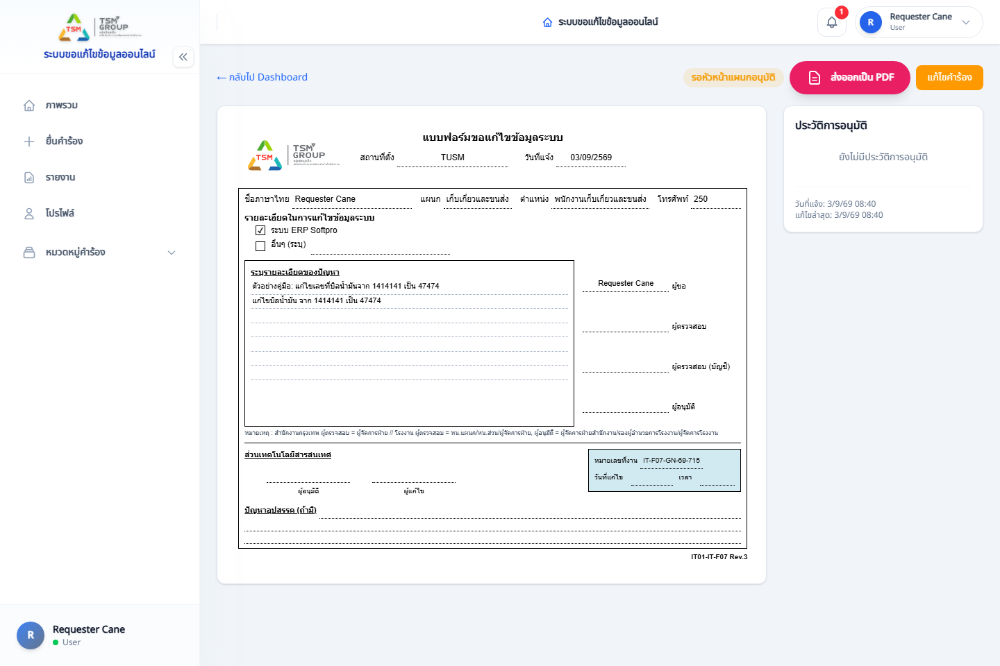 TSM
TSM
GROUP
ระบบขอแก้ไขข้อมูลออนไลน์
ภาพรวม
ยื่นคำร้อง
รายงาน
โปรไฟล์
หมวดหมู่คำร้อง
R
Requester Cane
User
ระบบขอแก้ไขข้อมูลออนไลน์
1
R
Requester Cane
User
← กลับไป Dashboard
รอหัวหน้าแผนกอนุมัติ
ส่งออกเป็น PDF
แก้ไขคำร้อง
TSM
TSM
GROUP
แบบฟอร์มขอแก้ไขข้อมูลระบบ
สถานที่ตั้ง TUSM วันที่แจ้ง 03/09/2569
ชื่อภาษาไทย Requester Cane แผนก เก็บเกี่ยวและขนส่ง ตำแหน่ง พนักงานเก็บเกี่ยวและขนส่ง โทรศัพท์ 250
รายละเอียดในการแก้ไขข้อมูลระบบ
ระบบ ERP Softpro
อื่นๆ (ระบุ)
ระบุรายละเอียดของปัญหา
ตัวอย่างคู่มือ: แก้ไขเลขที่บิลน้ำมันจาก 1414141 เป็น 47474
แก้ไขบิลน้ำมัน จาก 1414141 เป็น 47474
Requester Cane ผู้ขอ
ผู้ตรวจสอบ
ผู้ตรวจสอบ (บัญชี)
ผู้อนุมัติ
หมายเหตุ : สำนักงานกรุงเทพ ผู้ตรวจสอบ = ผู้จัดการฝ่าย // โรงงาน ผู้ตรวจสอบ = หน.แผนก/หน.ส่วน/ผู้จัดการฝ่าย, ผู้อนุมัติ = ผู้จัดการฝ่ายสำนักงาน/รองผู้อำนวยการโรงงาน/ผู้จัดการโรงงาน
ส่วนเทคโนโลยีสารสนเทศ
ผู้อนุมัติ ผู้แก้ไข
หมายเลขที่งาน IT-F07-GN-69-715
วันที่แก้ไข เวลา
ปัญหาอุปสรรค (ถ้ามี)
IT01-IT-F07 Rev.3
ประวัติการอนุมัติ
ยังไม่มีประวัติการอนุมัติ
วันที่แจ้ง: 3/9/69 08:40
แก้ไขล่าสุด: 3/9/69 08:40